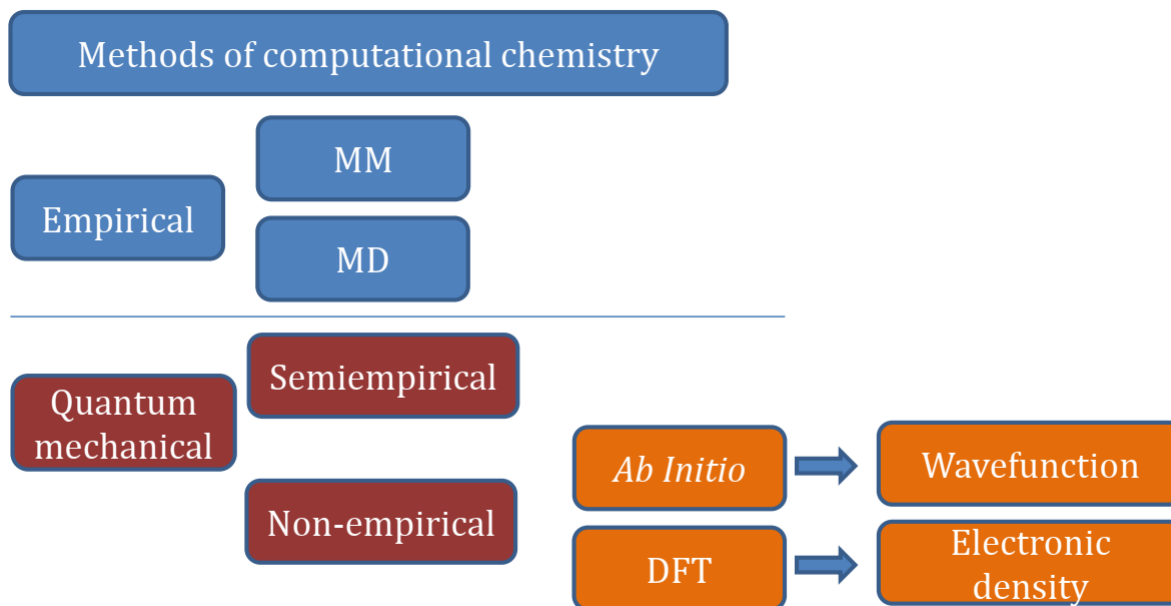 Methods of computational chemistry
MM
Empirical
MD
Semiempirical
Quantum
mechanical
Ab Initio
Wavefunction
Non-empirical
DFT
Electronic
density